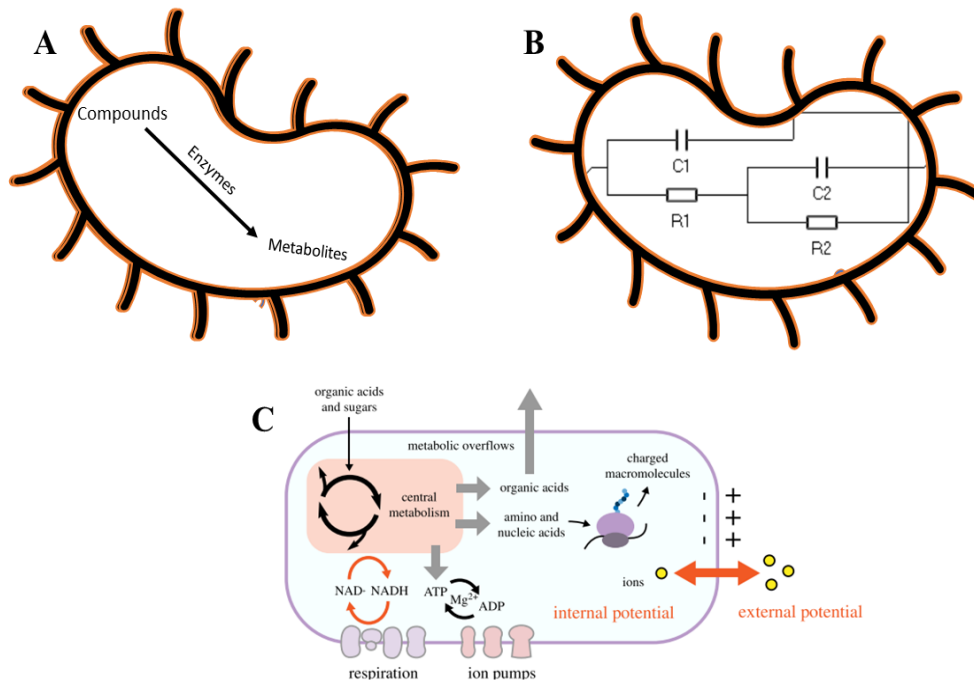 A
Compounds
Enzymes
Metabolites
B
C1
C2
R1
R2
C
organic acids
and sugars
metabolic overflows
central
metabolism
organic acids
amino and
nucleic acids
charged
macromolecules
- +
- +
- +
ions
NAD- NADH
ATP
Mg2+
ADP
internal potential
external potential
respiration
ion pumps